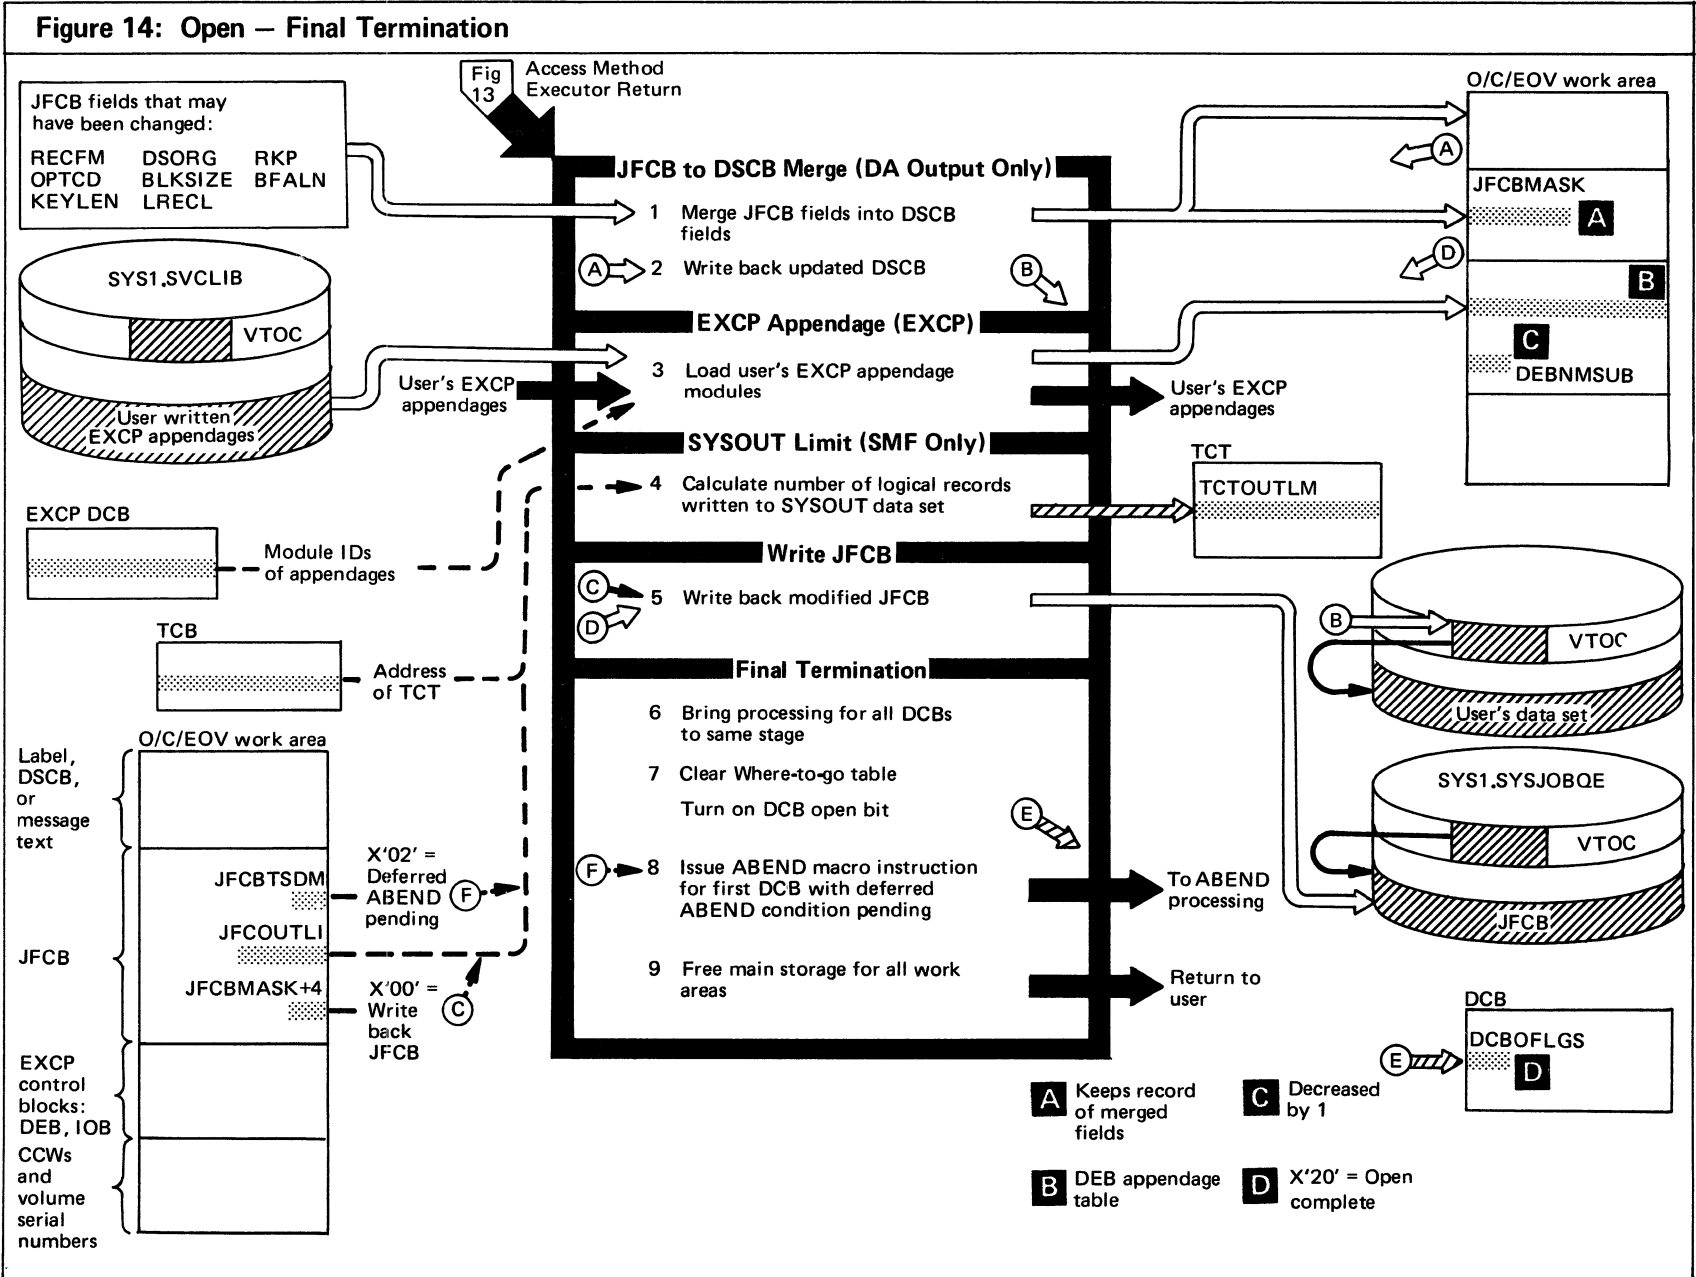 Figure 14: Open — Final Termination
Fig
13
Access Method
Executor Return
JFCB fields that may
have been changed:
RECFM DSORG RKP
OPTCD BLKSIZE BFALN
KEYLEN LRECL
SYS1.SVCLIB
VTOC
User written
EXCP appendages
User's EXCP
appendages
EXCP DCB
Module IDs
of appendages
TCB
Address
of TCT
O/C/EOV work area
Label,
DSCB,
or
message
text
JFCB
JFCBTSDM
X'02' =
Deferred
ABEND
pending
F
JFCOUTLI
JFCBMASK+4
X'00' =
Write
back
JFCB
C
EXCP
control
blocks:
DEB, IOB
CCWs
and
volume
serial
numbers
JFCB to DSCB Merge (DA Output Only)
1 Merge JFCB fields into DSCB
fields
A 2 Write back updated DSCB
B
EXCP Appendage (EXCP)
3 Load user's EXCP appendage
modules
SYSOUT Limit (SMF Only)
4 Calculate number of logical records
written to SYSOUT data set
Write JFCB
C
D
5 Write back modified JFCB
Final Termination
6 Bring processing for all DCBs
to same stage
7 Clear Where-to-go table
Turn on DCB open bit
E
F 8 Issue ABEND macro instruction
for first DCB with deferred
ABEND condition pending
9 Free main storage for all work
areas
O/C/EOV work area
A
JFCBMASK
A
D
B
C
DEBNMSUB
User's EXCP
appendages
TCT
TCTOUTLM
B
VTOC
User's data set
SYS1.SYSJOBQE
VTOC
JFCB
To ABEND
processing
Return to
user
DCB
DCBOFLGS
E
D
A Keeps record
of merged
fields
B DEB appendage
table
C Decreased
by 1
D X'20' = Open
complete